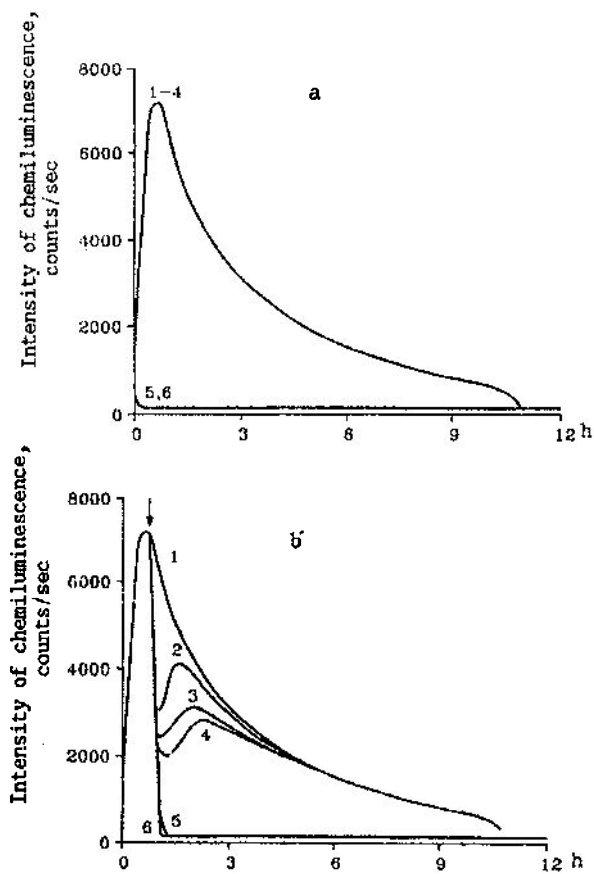 Intensity of chemiluminescence,
counts/sec
8000
6000
4000
2000
0
1-4
a
5,6
0 3 6 9 12 h
Intensity of chemiluminescence,
counts/sec
8000
6000
4000
2000
0
b
1
2
3
4
6 5
0 3 6 9 12 h